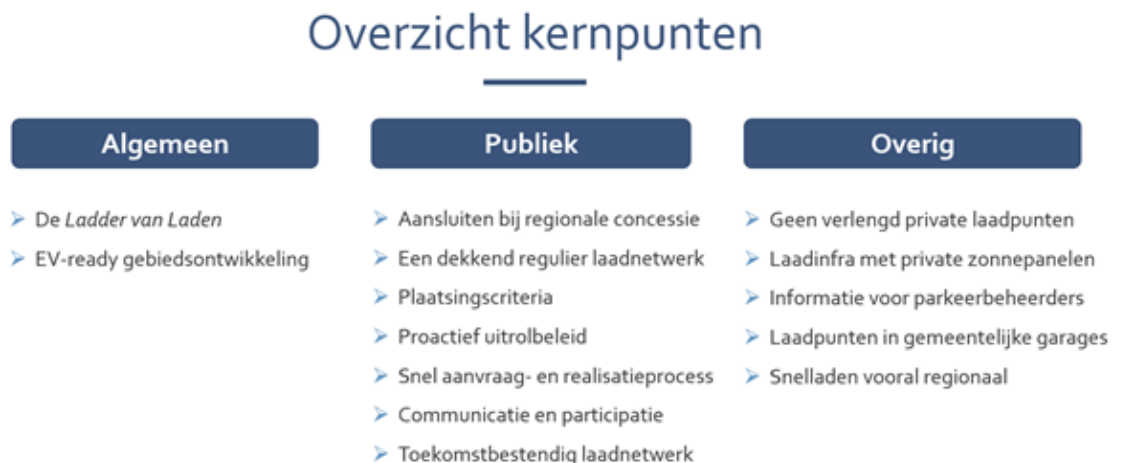 Overzicht kernpunten
Algemeen
De Ladder van Laden
EV-ready gebiedsontwikkeling
Publiek
Aansluiten bij regionale concessie
Een dekkend regulier laadnetwerk
Plaatsingscriteria
Proactief uitrolbeleid
Snel aanvraag- en realisatieprocess
Communicatie en participatie
Toekomstbestendig laadnetwerk
Overig
Geen verlengd private laadpunten
Laadinfra met private zonnepanelen
Informatie voor parkeerbeheerders
Laadpunten in gemeentelijke garages
Snelladen vooral regionaal